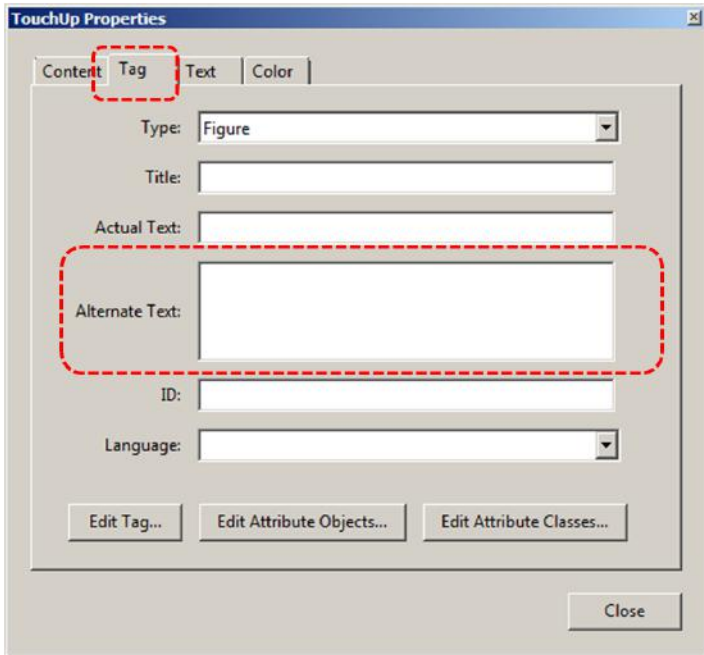 TouchUp Properties
Content Tag Text Color
Type: Figure
Title:
Actual Text:
Alternate Text:
ID:
Language:
Edit Tag... Edit Attribute Objects... Edit Attribute Classes...
Close